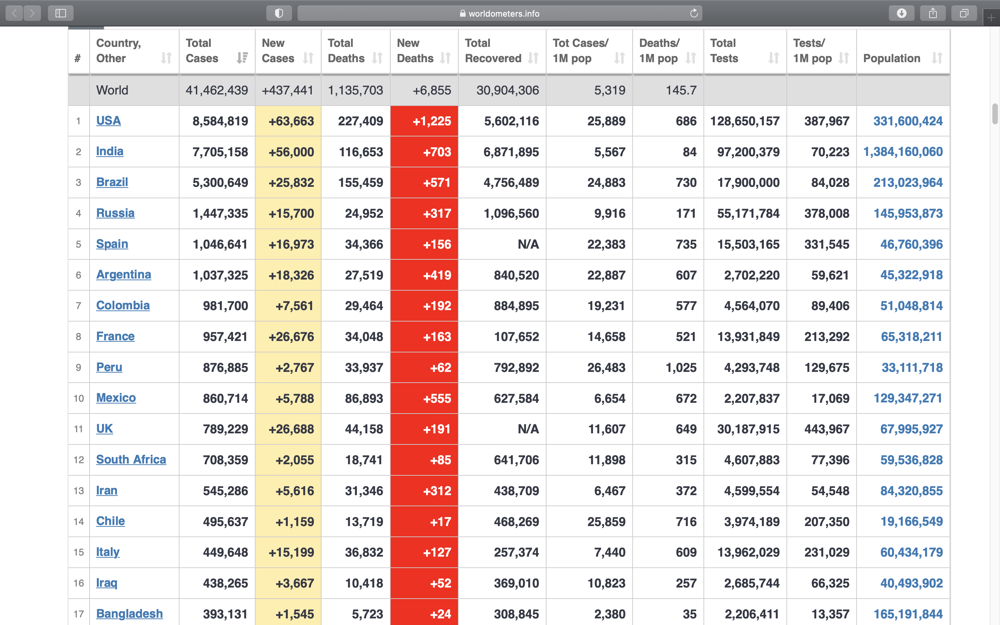 worldometers.info
# Country, Other Total Cases New Cases Total Deaths New Deaths Total Recovered Tot Cases/ 1M pop Deaths/ 1M pop Total Tests Tests/ 1M pop Population
World 41,462,439 +437,441 1,135,703 +6,855 30,904,306 5,319 145.7
1 USA 8,584,819 +63,663 227,409 +1,225 5,602,116 25,889 686 128,650,157 387,967 331,600,424
2 India 7,705,158 +56,000 116,653 +703 6,871,895 5,567 84 97,200,379 70,223 1,384,160,060
3 Brazil 5,300,649 +25,832 155,459 +571 4,756,489 24,883 730 17,900,000 84,028 213,023,964
4 Russia 1,447,335 +15,700 24,952 +317 1,096,560 9,916 171 55,171,784 378,008 145,953,873
5 Spain 1,046,641 +16,973 34,366 +156 N/A 22,383 735 15,503,165 331,545 46,760,396
6 Argentina 1,037,325 +18,326 27,519 +419 840,520 22,887 607 2,702,220 59,621 45,322,918
7 Colombia 981,700 +7,561 29,464 +192 884,895 19,231 577 4,564,070 89,406 51,048,814
8 France 957,421 +26,676 34,048 +163 107,652 14,658 521 13,931,849 213,292 65,318,211
9 Peru 876,885 +2,767 33,937 +62 792,892 26,483 1,025 4,293,748 129,675 33,111,718
10 Mexico 860,714 +5,788 86,893 +555 627,584 6,654 672 2,207,837 17,069 129,347,271
11 UK 789,229 +26,688 44,158 +191 N/A 11,607 649 30,187,915 443,967 67,995,927
12 South Africa 708,359 +2,055 18,741 +85 641,706 11,898 315 4,607,883 77,396 59,536,828
13 Iran 545,286 +5,616 31,346 +312 438,709 6,467 372 4,599,554 54,548 84,320,855
14 Chile 495,637 +1,159 13,719 +17 468,269 25,859 716 3,974,189 207,350 19,166,549
15 Italy 449,648 +15,199 36,832 +127 257,374 7,440 609 13,962,029 231,029 60,434,179
16 Iraq 438,265 +3,667 10,418 +52 369,010 10,823 257 2,685,744 66,325 40,493,902
17 Bangladesh 393,131 +1,545 5,723 +24 308,845 2,380 35 2,206,411 13,357 165,191,844